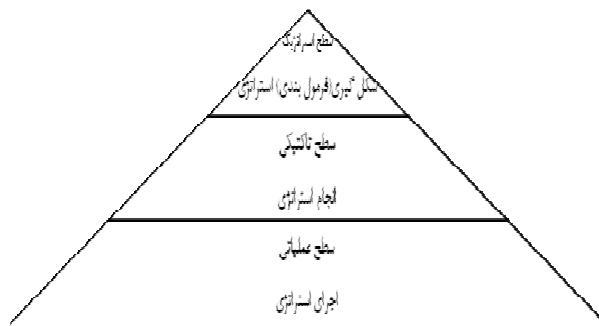 سطح استراتژیک
شکل گیری(فرمول بندی) استراتژی
سطح تاکتیکی
انجام استراتژی
سطح عملیاتی
اجرای استراتژی